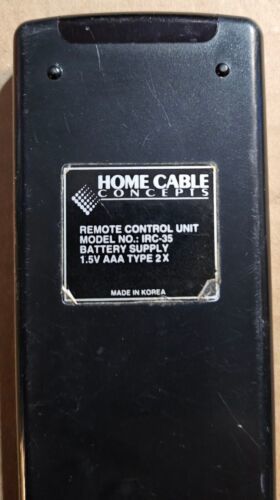 HOME CABLE
CONCEPTS
REMOTE CONTROL UNIT
MODEL NO.: IRC-35
BATTERY SUPPLY
1.5V AAA TYPE 2 X
MADE IN KOREA